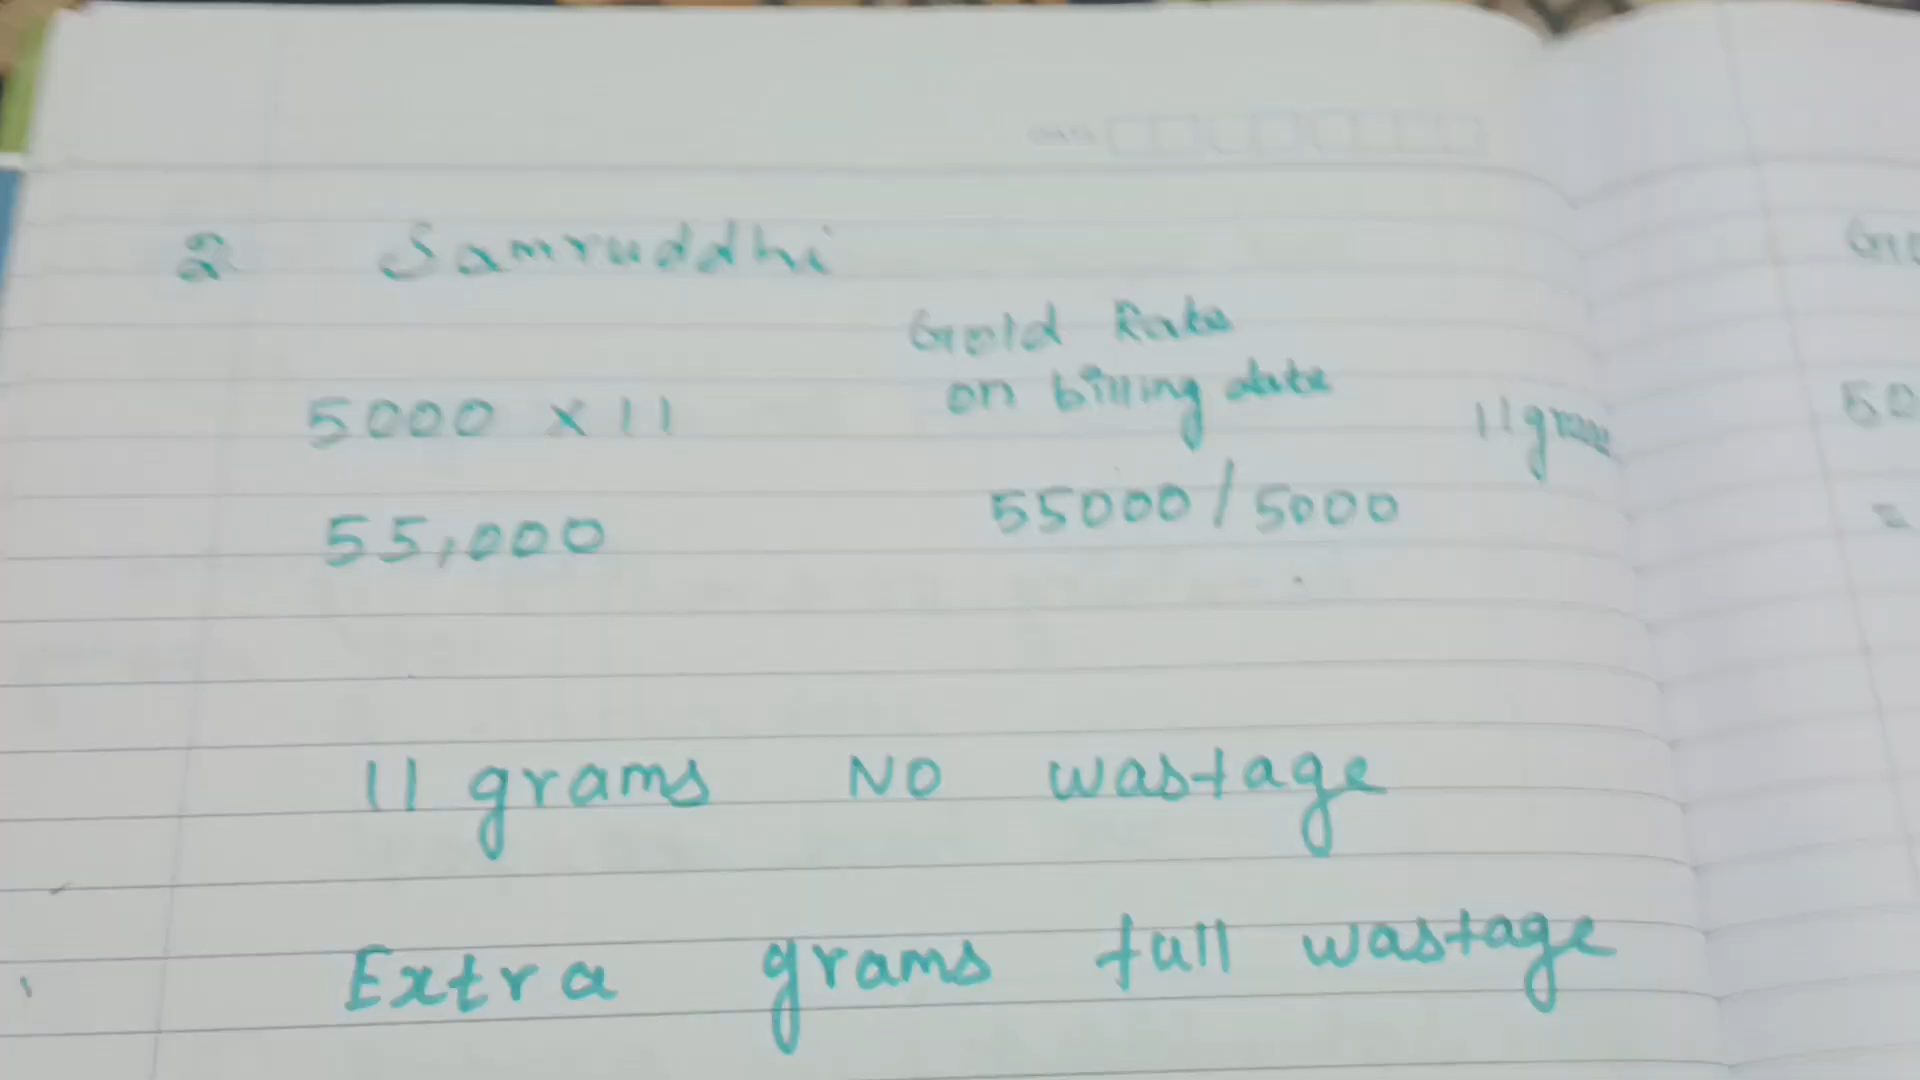 2 Samruddhi
Gold Rate
on billing date
5000 x 11
11 grams
55000/5000
55,000
11 grams NO wastage
Extra grams full wastage
50
=